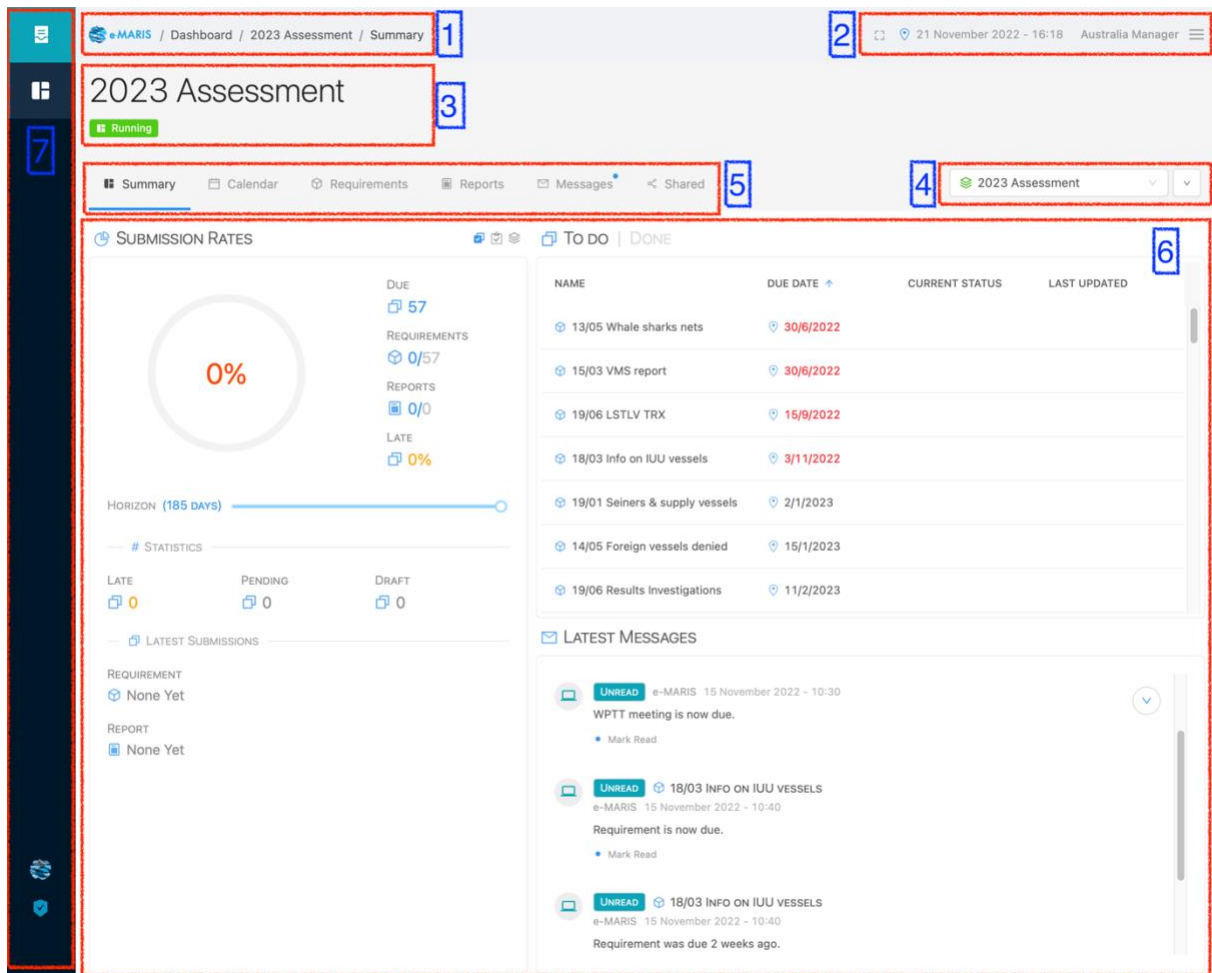 e-MARIS / Dashboard / 2023 Assessment / Summary
1
2
21 November 2022 - 16:18 Australia Manager
2023 Assessment
Running
3
7
Summary Calendar Requirements Reports Messages Shared
5
4
2023 Assessment
SUBMISSION RATES
DUE
57
REQUIREMENTS
0/57
REPORTS
0/0
LATE
0%
0%
HORIZON (185 DAYS)
# STATISTICS
LATE PENDING DRAFT
0 0 0
LATEST SUBMISSIONS
REQUIREMENT
None Yet
REPORT
None Yet
TO DO | DONE
6
NAME DUE DATE CURRENT STATUS LAST UPDATED
13/05 Whale sharks nets 30/6/2022
15/03 VMS report 30/6/2022
19/06 LSTLV TRX 15/9/2022
18/03 Info on IUU vessels 3/11/2022
19/01 Seiners & supply vessels 2/1/2023
14/05 Foreign vessels denied 15/1/2023
19/06 Results Investigations 11/2/2023
LATEST MESSAGES
UNREAD e-MARIS 15 November 2022 - 10:30
WPTT meeting is now due.
Mark Read
UNREAD 18/03 INFO ON IUU VESSELS
e-MARIS 15 November 2022 - 10:40
Requirement is now due.
Mark Read
UNREAD 18/03 INFO ON IUU VESSELS
e-MARIS 15 November 2022 - 10:40
Requirement was due 2 weeks ago.